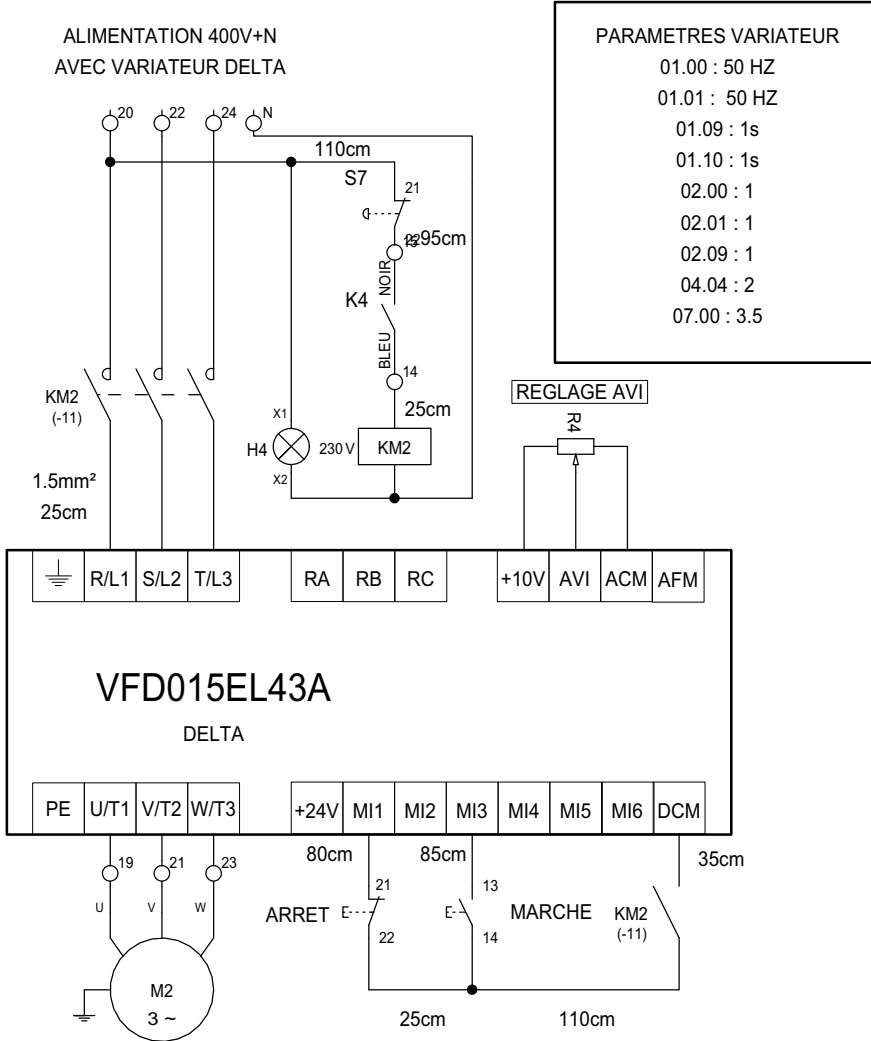 ALIMENTATION 400V+N
AVEC VARIATEUR DELTA
PARAMETRES VARIATEUR
01.00 : 50 HZ
01.01 : 50 HZ
01.09 : 1s
01.10 : 1s
02.00 : 1
02.01 : 1
02.09 : 1
04.04 : 2
07.00 : 3.5
20 22 24 N
110cm
S7
21
95cm
NOIR
K4
BLEU
14
25cm
KM2
(-11)
X1
H4
X2
230 V
KM2
REGLAGE AVI
R4
1.5mm²
25cm
R/L1 S/L2 T/L3 RA RB RC +10V AVI ACM AFM
VFD015EL43A
DELTA
PE U/T1 V/T2 W/T3 +24V MI1 MI2 MI3 MI4 MI5 MI6 DCM
80cm 85cm 35cm
19 21 23
U V W
ARRET
21
22
13
14
MARCHE
KM2
(-11)
M2
3 ~
25cm 110cm